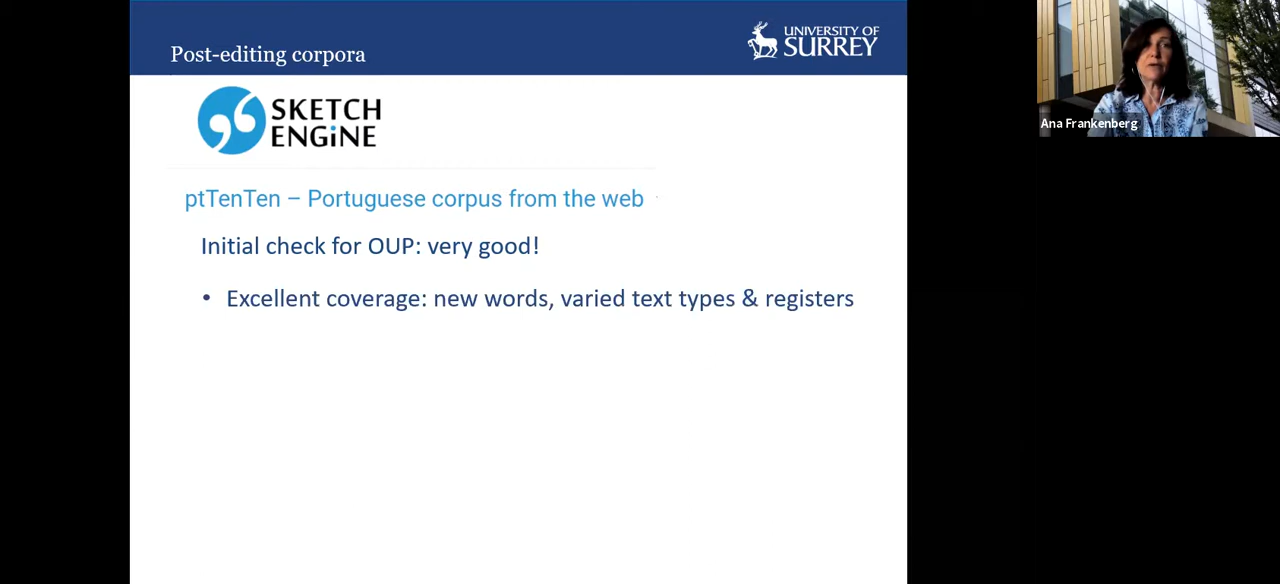 Post-editing corpora
UNIVERSITY OF
SURREY
SKETCH
ENGiNE
ptTenTen – Portuguese corpus from the web
Initial check for OUP: very good!
• Excellent coverage: new words, varied text types & registers
Ana Frankenberg